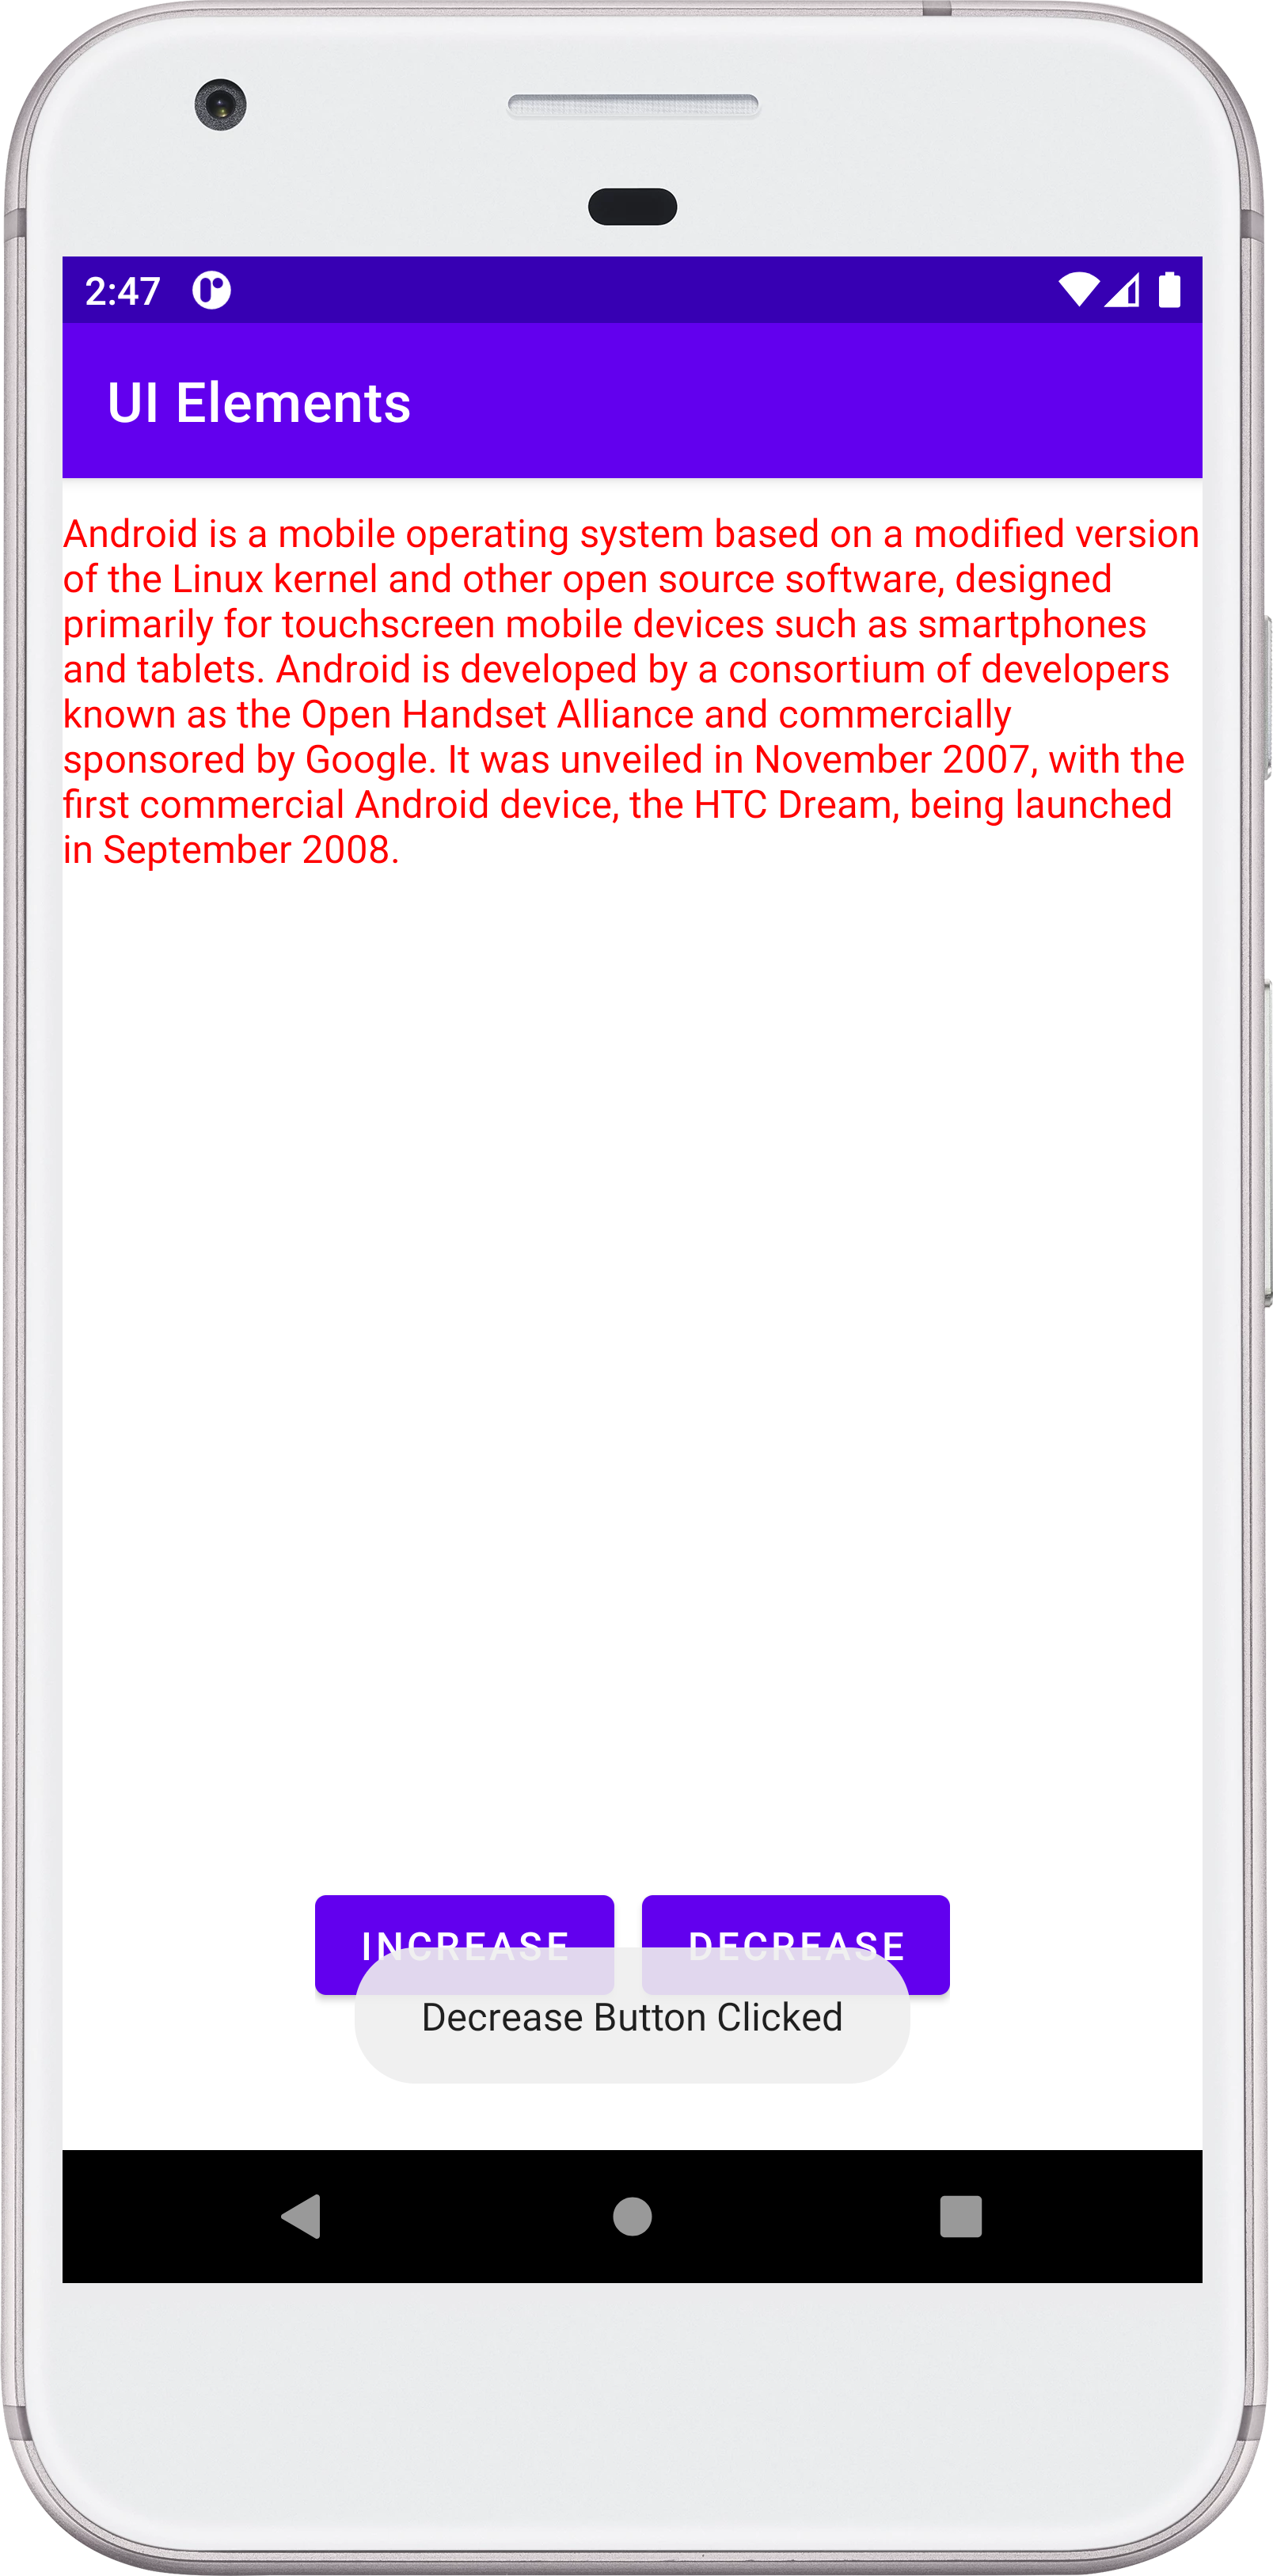 2:47
UI Elements
Android is a mobile operating system based on a modified version
of the Linux kernel and other open source software, designed
primarily for touchscreen mobile devices such as smartphones
and tablets. Android is developed by a consortium of developers
known as the Open Handset Alliance and commercially
sponsored by Google. It was unveiled in November 2007, with the
first commercial Android device, the HTC Dream, being launched
in September 2008.
INCREASE DECREASE
Decrease Button Clicked